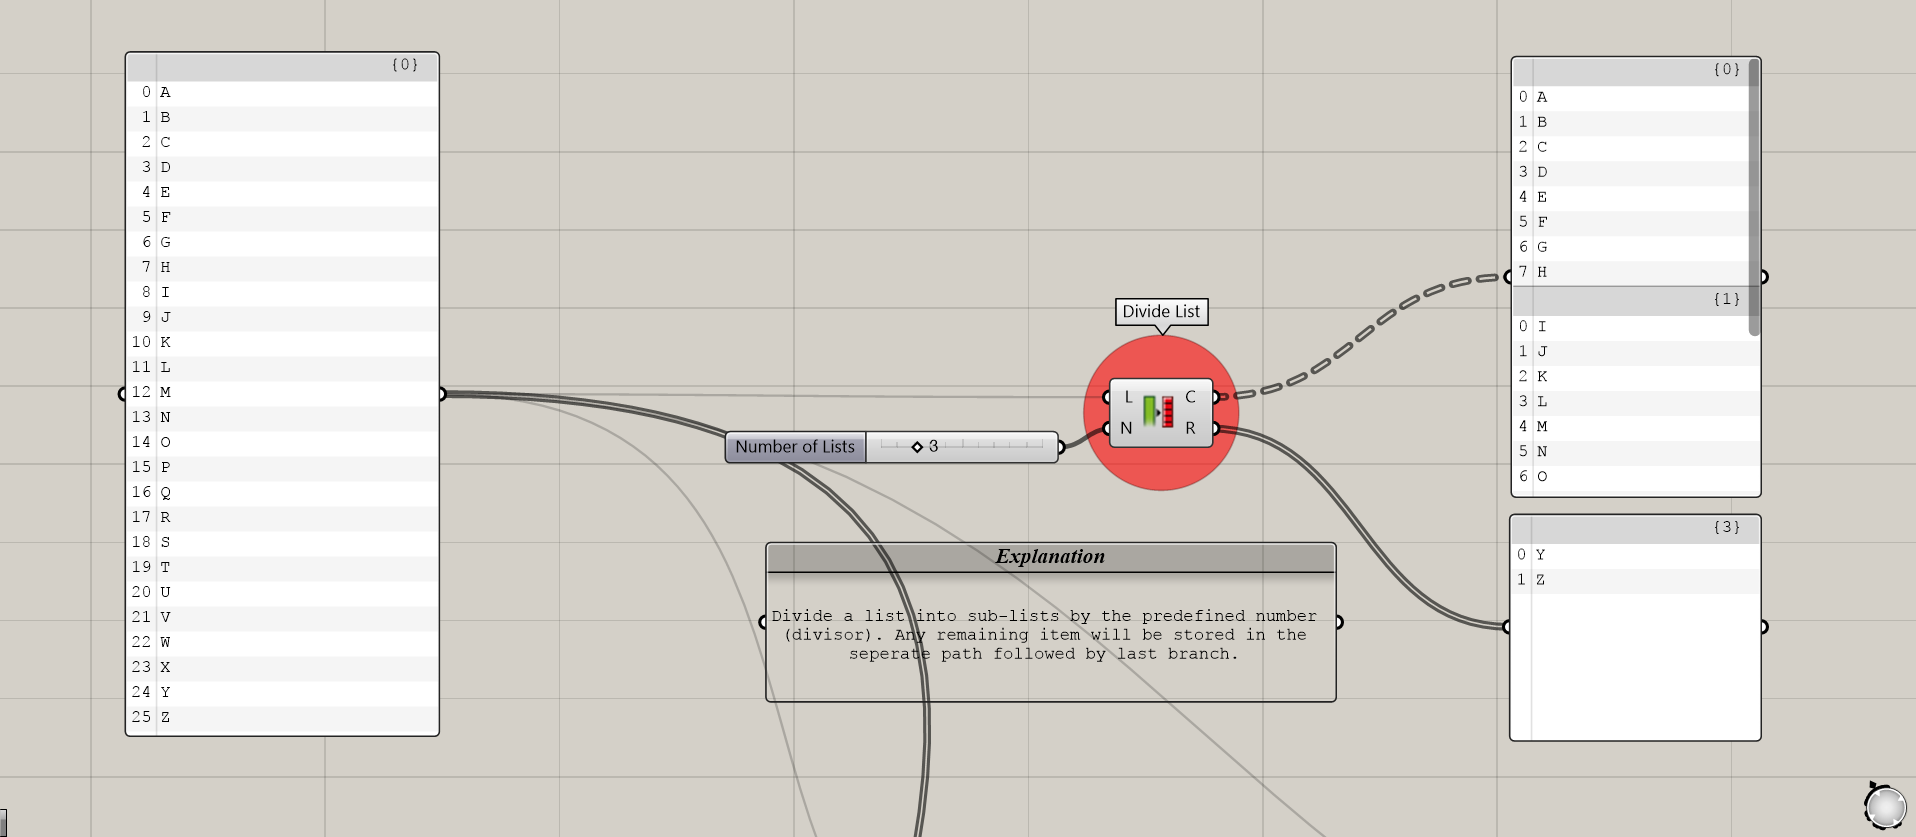 {0}
0 A
1 B
2 C
3 D
4 E
5 F
6 G
7 H
8 I
9 J
10 K
11 L
12 M
13 N
14 O
15 P
16 Q
17 R
18 S
19 T
20 U
21 V
22 W
23 X
24 Y
25 Z
Number of Lists 3
Divide List
L C
N R
Explanation
Divide a list into sub-lists by the predefined number
(divisor). Any remaining item will be stored in the
seperate path followed by last branch.
{0}
0 A
1 B
2 C
3 D
4 E
5 F
6 G
7 H
{1}
0 I
1 J
2 K
3 L
4 M
5 N
6 O
{3}
0 Y
1 Z